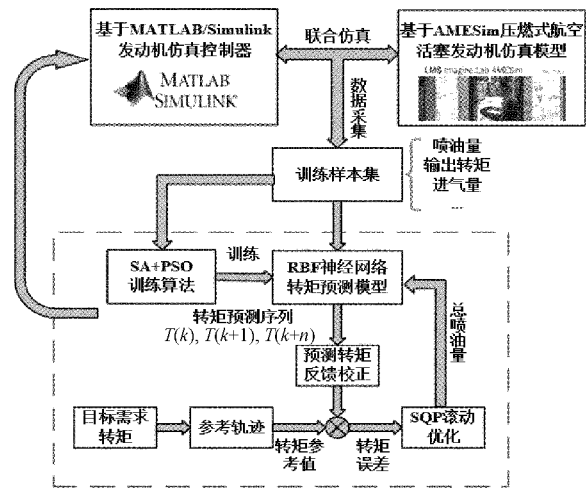 基于MATLAB/Simulink
发动机仿真控制器
MATLAB
SIMULINK®
联合仿真
基于AMESim压燃式航空
活塞发动机仿真模型
LMS Imagine.Lab AMESim
数据采集
训练样本集
喷油量
输出转矩
进气量
...
SA+PSO
训练算法
训练
RBF神经网络
转矩预测模型
转矩预测序列
T(k), T(k+1), T(k+n)
预测转矩
反馈校正
总喷油量
目标需求
转矩
参考轨迹
转矩参
考值
转矩
误差
SQP滚动
优化